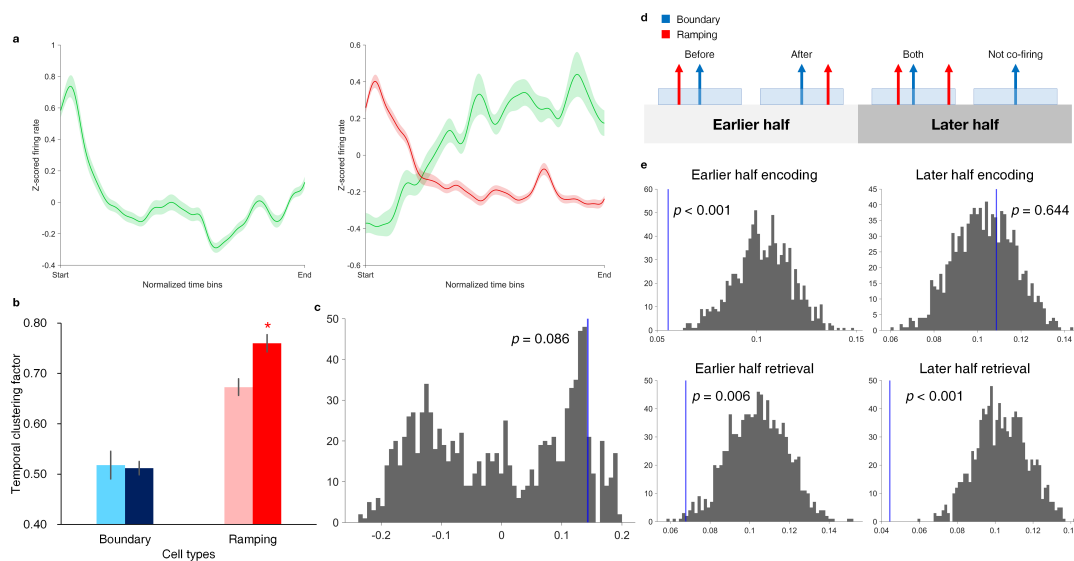 a
Z-scored firing rate
1
0.8
0.6
0.4
0.2
0
-0.2
-0.4
Start
End
Normalized time bins
Z-scored firing rate
0.6
0.4
0.2
0
-0.2
-0.4
-0.6
Start
End
Normalized time bins
b
Temporal clustering factor
0.80
0.70
0.60
0.50
0.40
*
Boundary
Ramping
Cell types
c
50
40
30
20
10
0
p = 0.086
-0.2
-0.1
0
0.1
0.2
d
Boundary
Ramping
Before
After
Both
Not co-firing
Earlier half
Later half
e
Earlier half encoding
60
50
40
30
20
10
0
p < 0.001
0.05
0.1
0.15
Later half encoding
45
40
35
30
25
20
15
10
5
0
p = 0.644
0.06
0.08
0.1
0.12
0.14
Earlier half retrieval
50
40
30
20
10
0
p = 0.006
0.06
0.08
0.1
0.12
0.14
Later half retrieval
50
40
30
20
10
0
p < 0.001
0.04
0.06
0.08
0.1
0.12
0.14